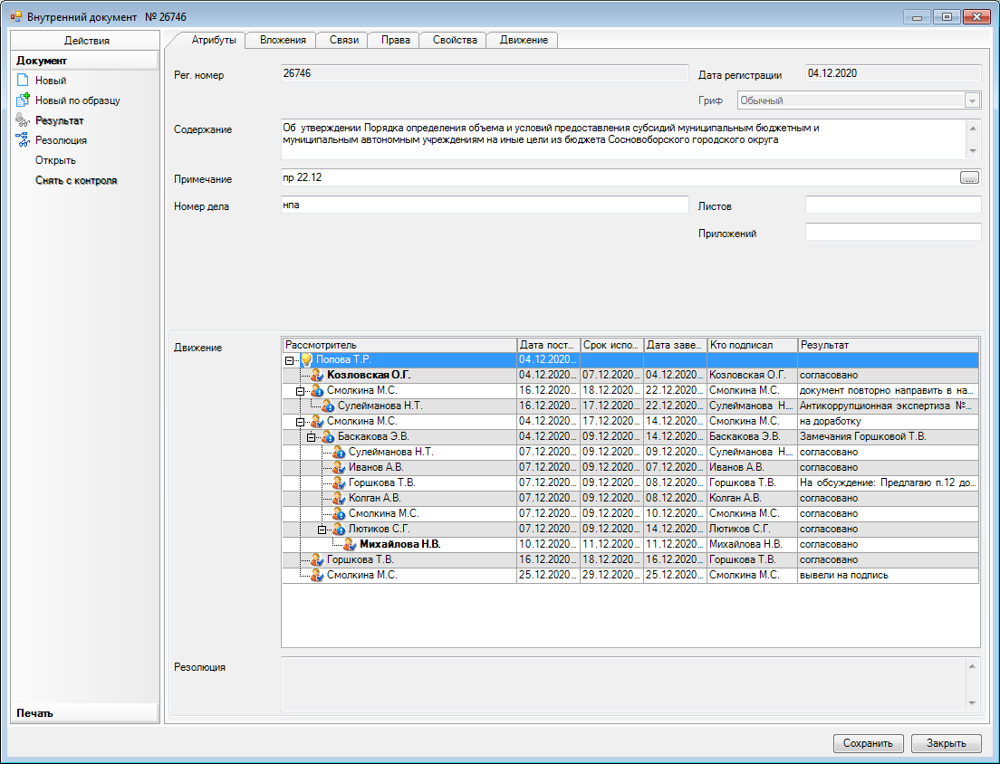 Внутренний документ № 26746
Действия
Документ
Новый
Новый по образцу
Результат
Резолюция
Открыть
Снять с контроля
Печать
Атрибуты Вложения Связи Права Свойства Движение
Рег. номер 26746 Дата регистрации 04.12.2020
Гриф Обычный
Содержание Об утверждении Порядка определения объема и условий предоставления субсидий муниципальным бюджетным и
муниципальным автономным учреждениям на иные цели из бюджета Сосновоборского городского округа
Примечание пр 22.12 ...
Номер дела нпа Листов
Приложений
Движение
Рассмотритель Дата пост... Срок испо... Дата заве... Кто подписал Результат
Попова Т.Р. 04.12.2020...
Козловская О.Г. 04.12.2020... 07.12.2020... 04.12.2020... Козловская О.Г. согласовано
Смолкина М.С. 16.12.2020... 18.12.2020... 22.12.2020... Смолкина М.С. документ повторно направить в на...
Сулейманова Н.Т. 16.12.2020... 17.12.2020... 22.12.2020... Сулейманова Н.... Антикоррупционная экспертиза №...
Смолкина М.С. 04.12.2020... 17.12.2020... 14.12.2020... Смолкина М.С. на доработку
Баскакова Э.В. 04.12.2020... 09.12.2020... 14.12.2020... Баскакова Э.В. Замечания Горшковой Т.В.
Сулейманова Н.Т. 07.12.2020... 09.12.2020... 09.12.2020... Сулейманова Н.... согласовано
Иванов А.В. 07.12.2020... 09.12.2020... 07.12.2020... Иванов А.В. согласовано
Горшкова Т.В. 07.12.2020... 09.12.2020... 08.12.2020... Горшкова Т.В. На обсуждение: Предлагаю п.12 до...
Колган А.В. 07.12.2020... 09.12.2020... 08.12.2020... Колган А.В. согласовано
Смолкина М.С. 07.12.2020... 09.12.2020... 10.12.2020... Смолкина М.С. согласовано
Лютиков С.Г. 07.12.2020... 09.12.2020... 14.12.2020... Лютиков С.Г. согласовано
Михайлова Н.В. 10.12.2020... 11.12.2020... 11.12.2020... Михайлова Н.В. согласовано
Горшкова Т.В. 16.12.2020... 18.12.2020... 16.12.2020... Горшкова Т.В. согласовано
Смолкина М.С. 25.12.2020... 29.12.2020... 25.12.2020... Смолкина М.С. вывели на подпись
Резолюция
Сохранить Закрыть